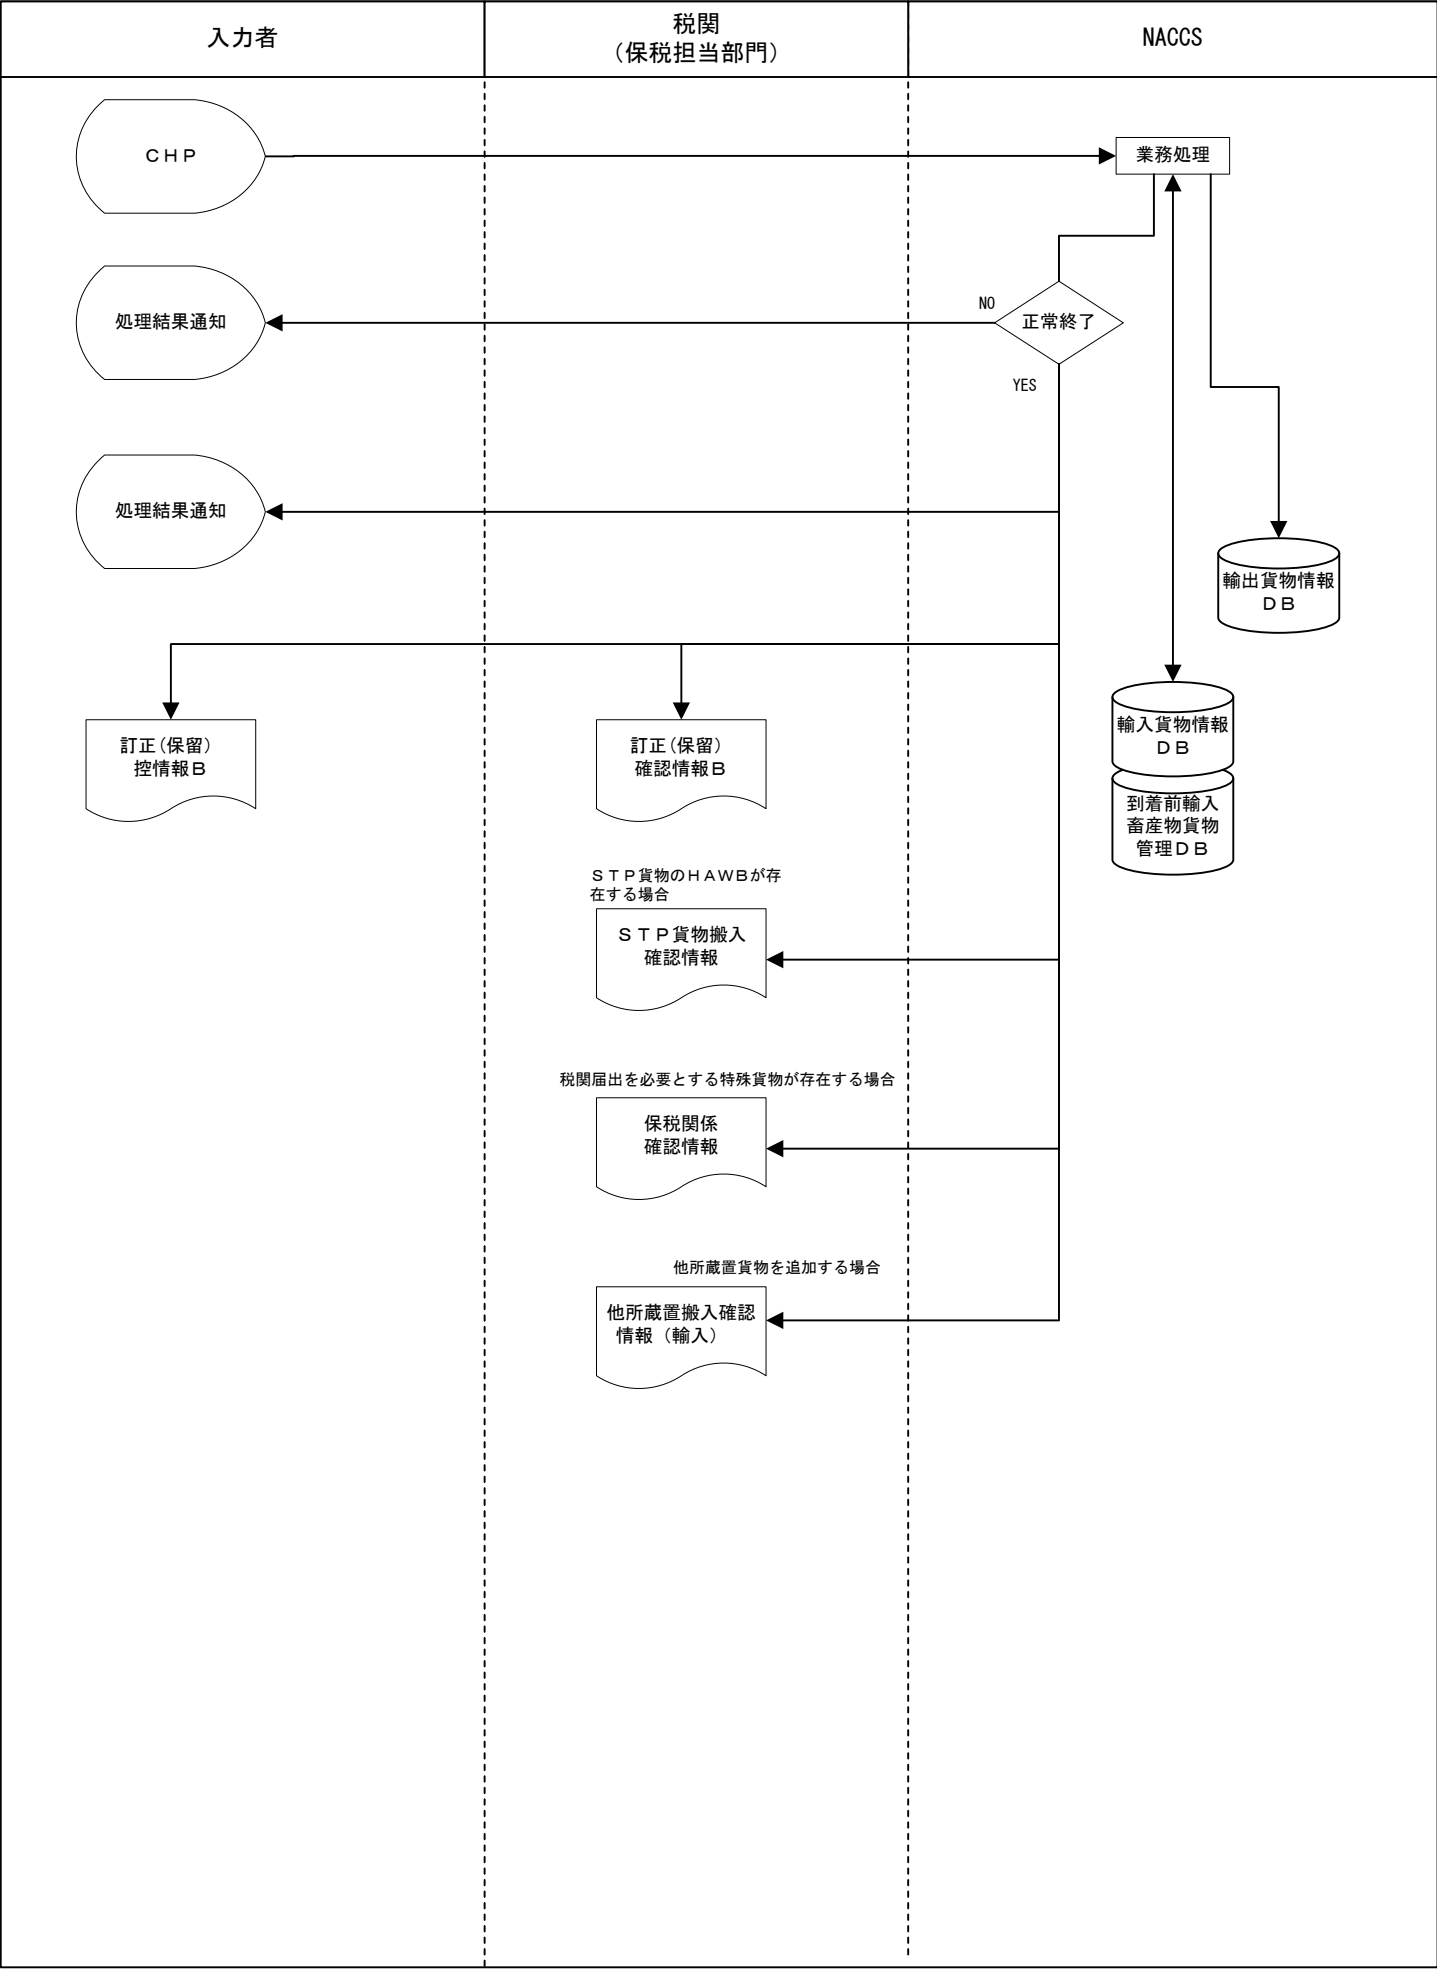 入力者
税関
（保税担当部門）
NACCS
ＣＨＰ
業務処理
処理結果通知
NO
正常終了
YES
処理結果通知
輸出貨物情報
ＤＢ
訂正(保留)
控情報Ｂ
訂正(保留)
確認情報Ｂ
輸入貨物情報
ＤＢ
到着前輸入
畜産物貨物
管理ＤＢ
ＳＴＰ貨物のＨＡＷＢが存
在する場合
ＳＴＰ貨物搬入
確認情報
税関届出を必要とする特殊貨物が存在する場合
保税関係
確認情報
他所蔵置貨物を追加する場合
他所蔵置搬入確認
情報（輸入）